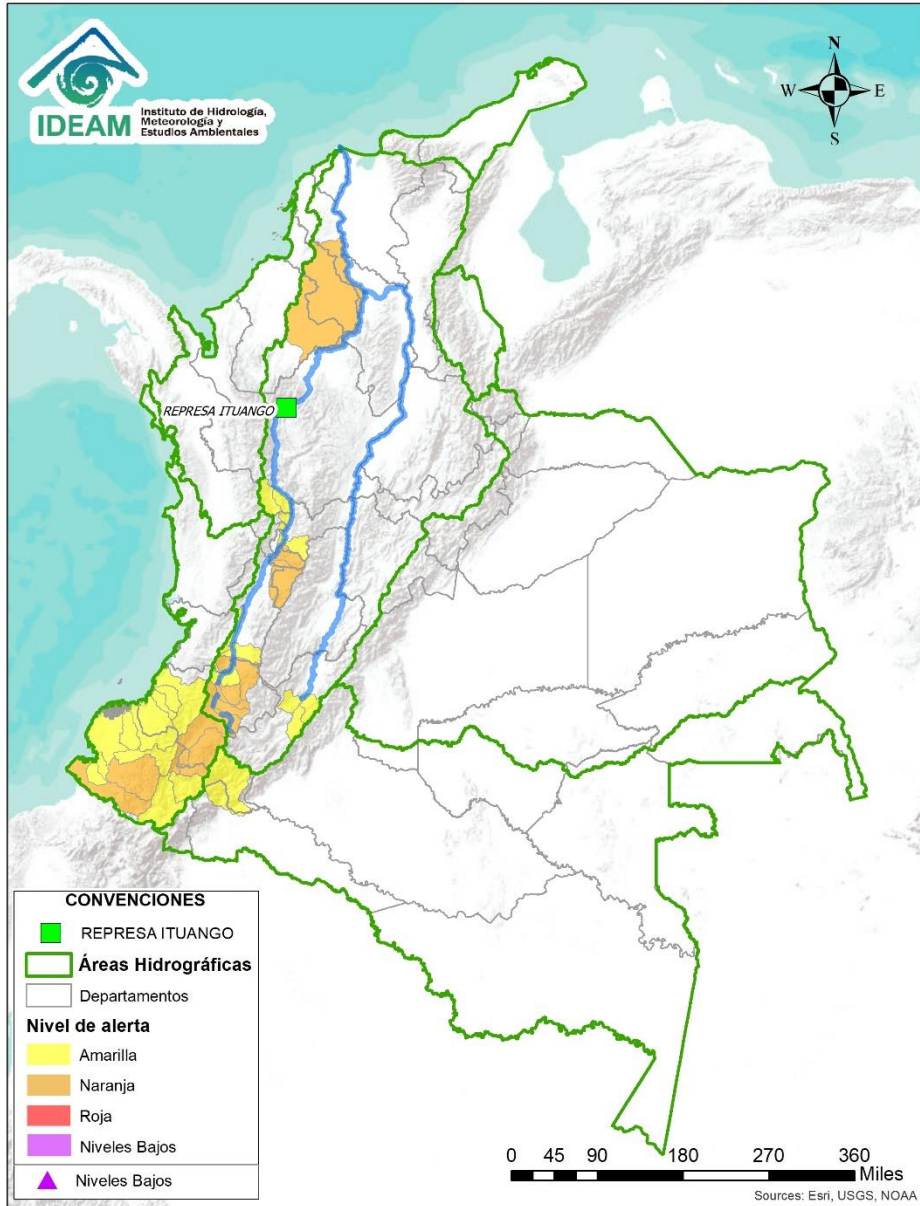 IDEAM
Instituto de Hidrología,
Meteorología y
Estudios Ambientales
N
W
E
S
REPRESA ITUANGO
CONVENCIONES
REPRESA ITUANGO
Áreas Hidrográficas
Departamentos
Nivel de alerta
Amarilla
Naranja
Roja
Niveles Bajos
Niveles Bajos
0 45 90 180 270 360
Miles
Sources: Esri, USGS, NOAA